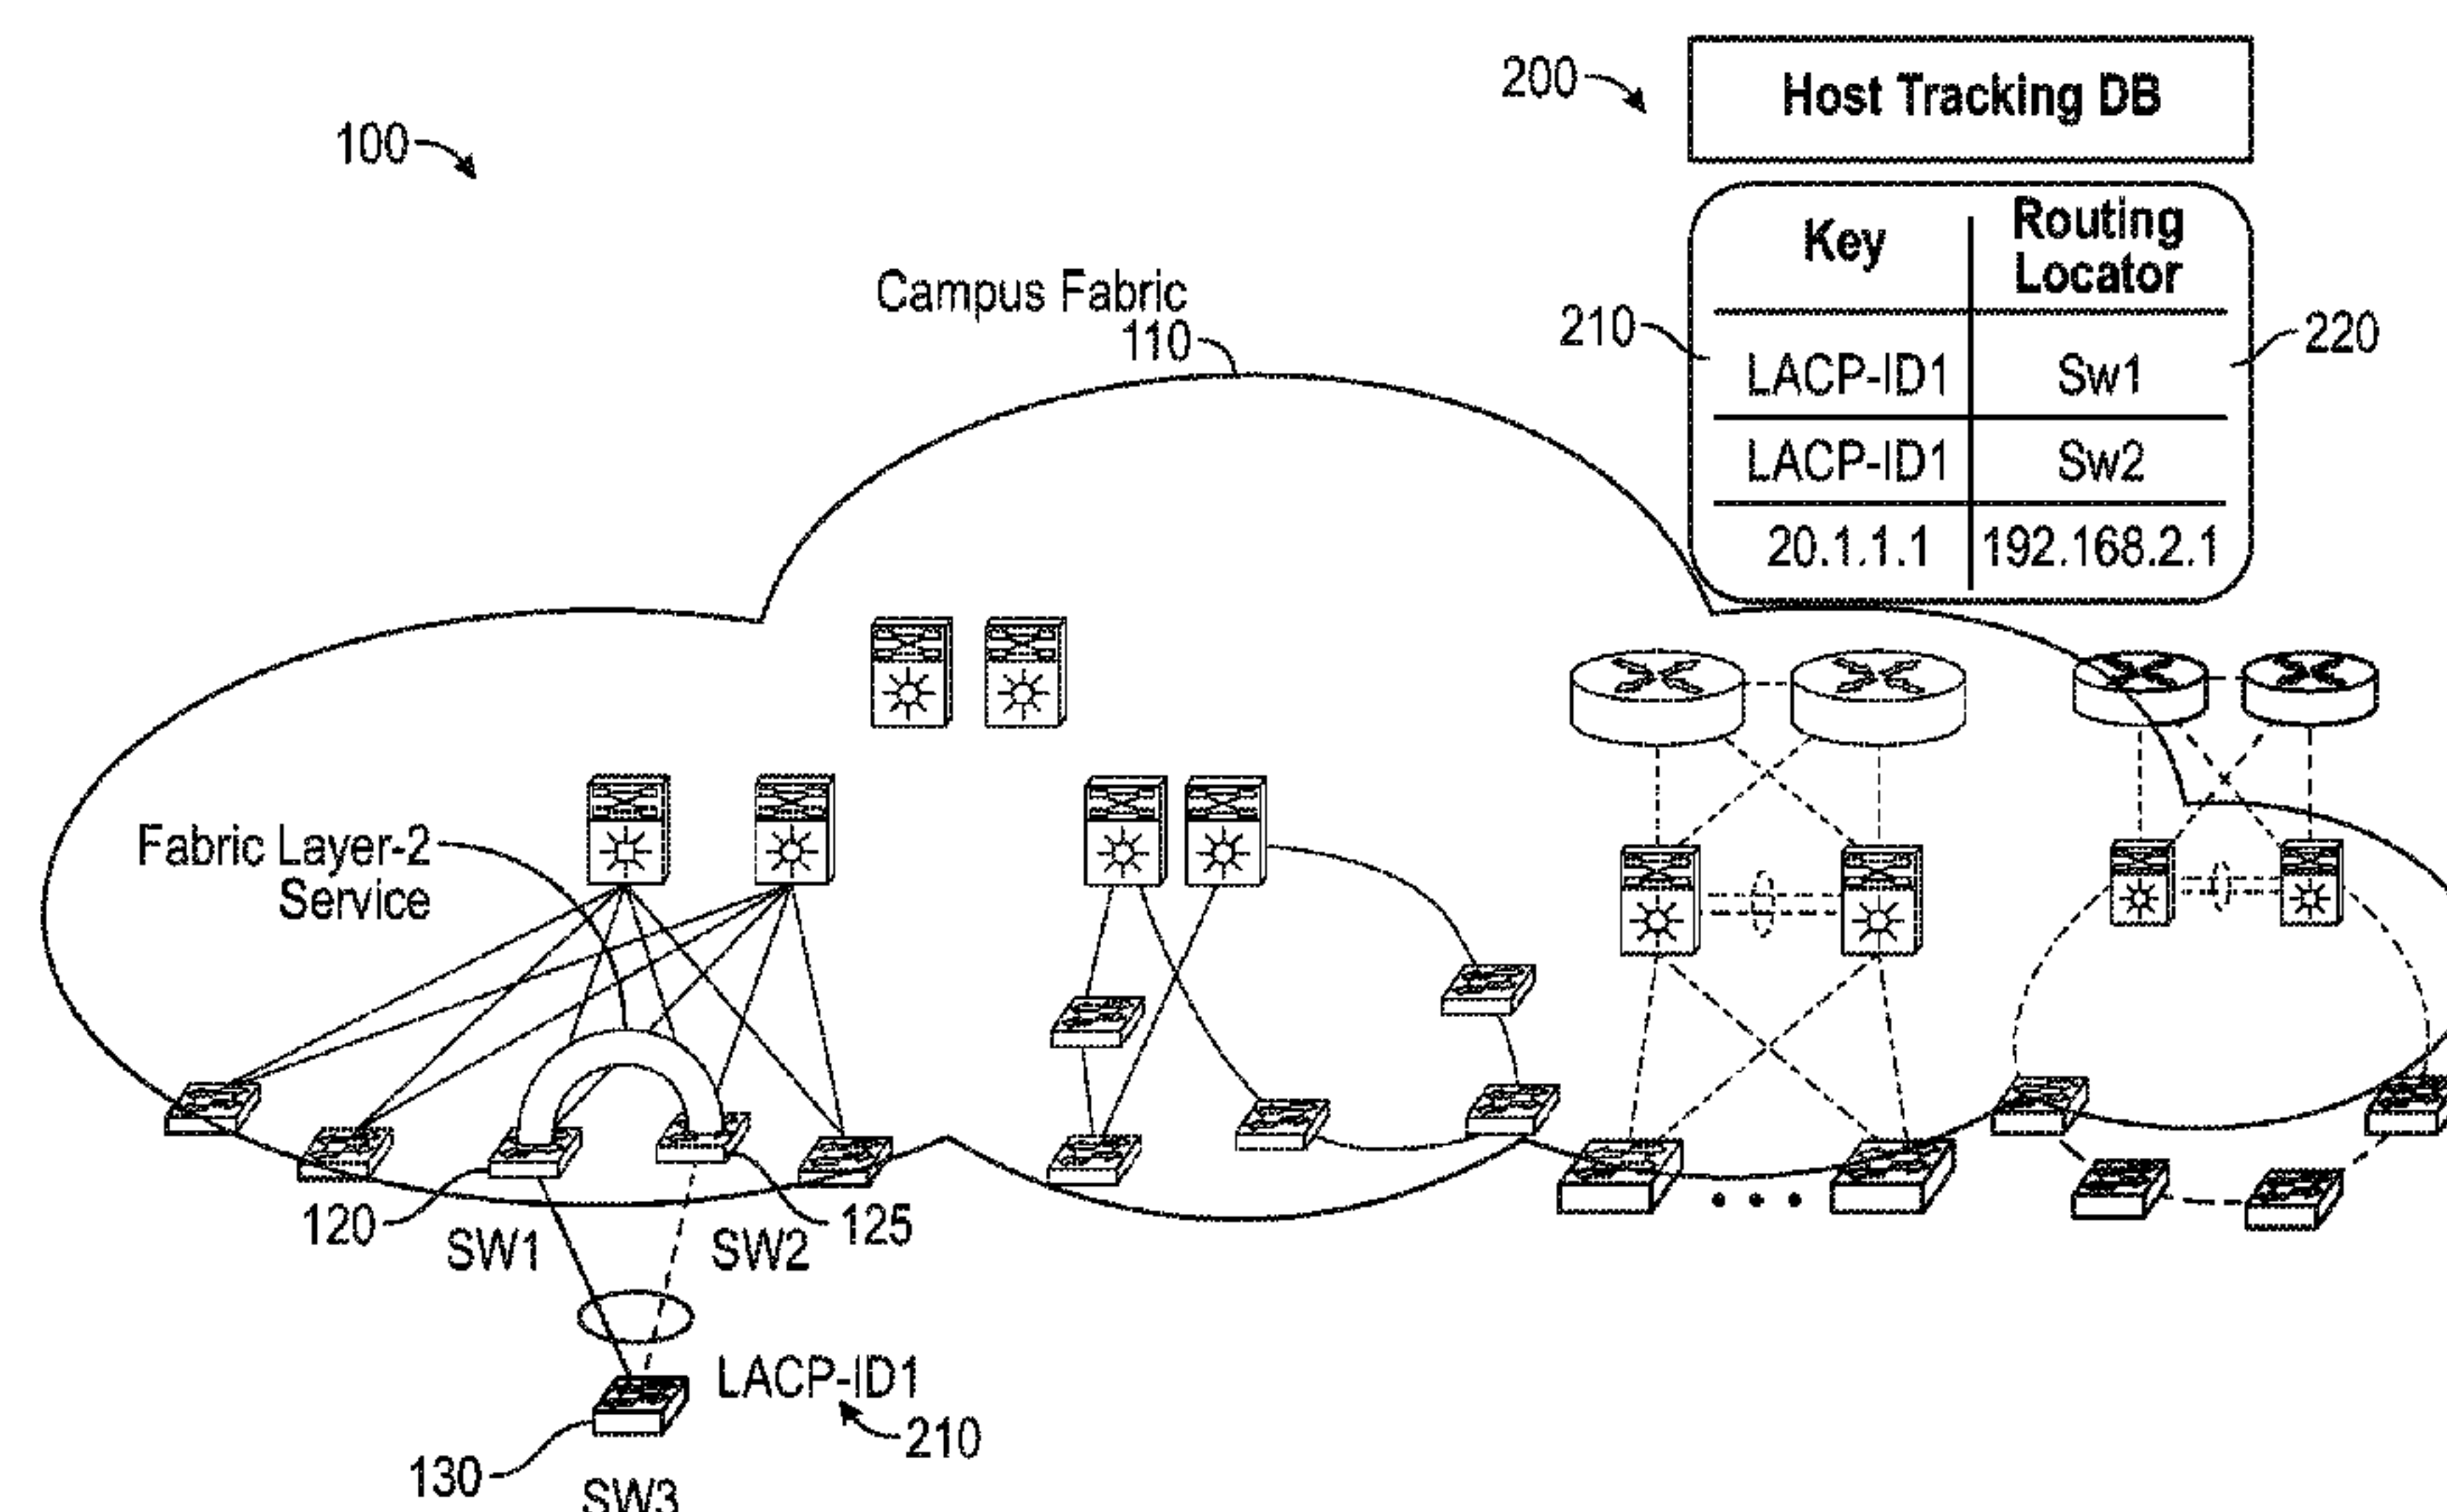 200
Host Tracking DB
100
Key
Routing
Locator
Campus Fabric
110
210
220
LACP-ID1
Sw1
LACP-ID1
Sw2
20.1.1.1
192.168.2.1
Fabric Layer-2
Service
120
SW1
SW2
125
LACP-ID1
210
130
SW3